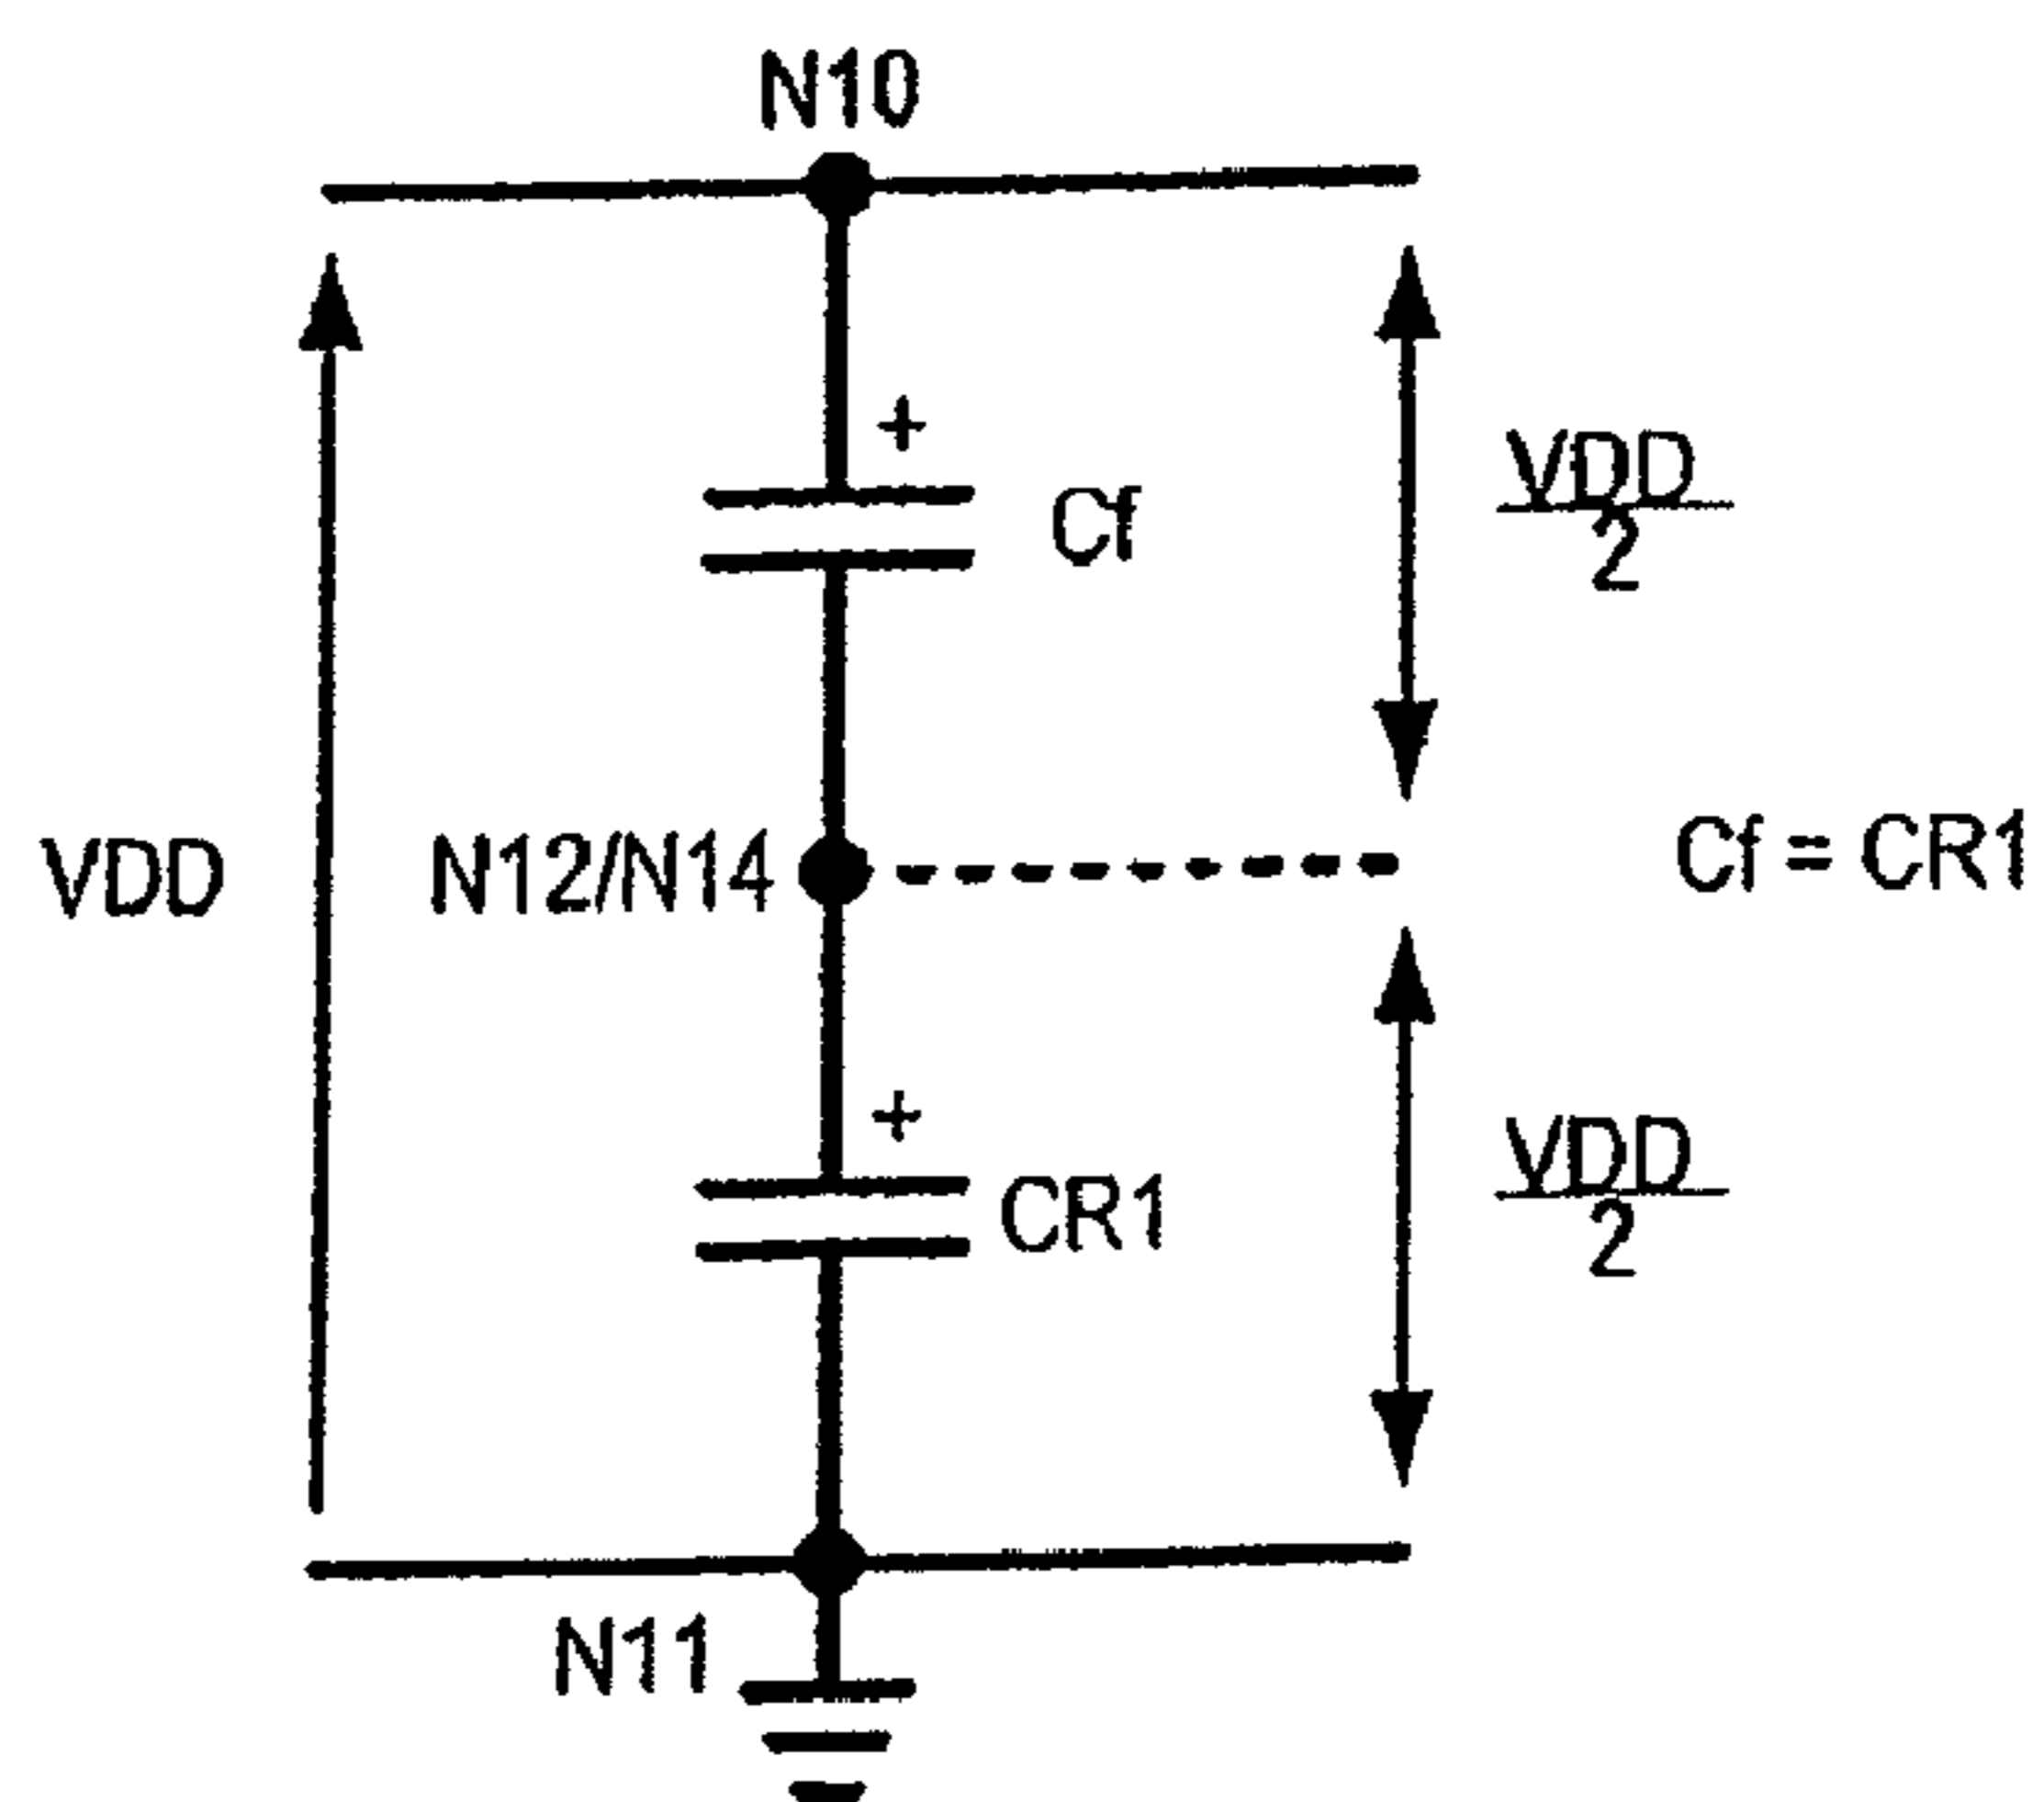 N10
+
Cf
VDD
2
VDD
N12/N14
Cf = CR1
+
CR1
VDD
2
N11